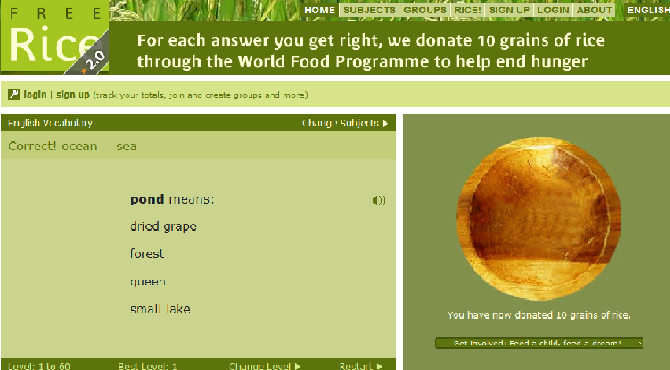 FREE
Rice
2.0
HOME SUBJECTS GROUPS RICE! SIGN UP LOGIN ABOUT ENGLISH
For each answer you get right, we donate 10 grains of rice
through the World Food Programme to help end hunger
login | sign up (track your totals, join and create groups and more)
English Vocabulary Change Subjects
Correct! ocean sea
pond means:
dried grape
forest
queen
small lake
You have now donated 10 grains of rice.
Get Involved! Feed a child, feed a dream!
Level: 1 to 60 Best Level: 1 Change Level Restart